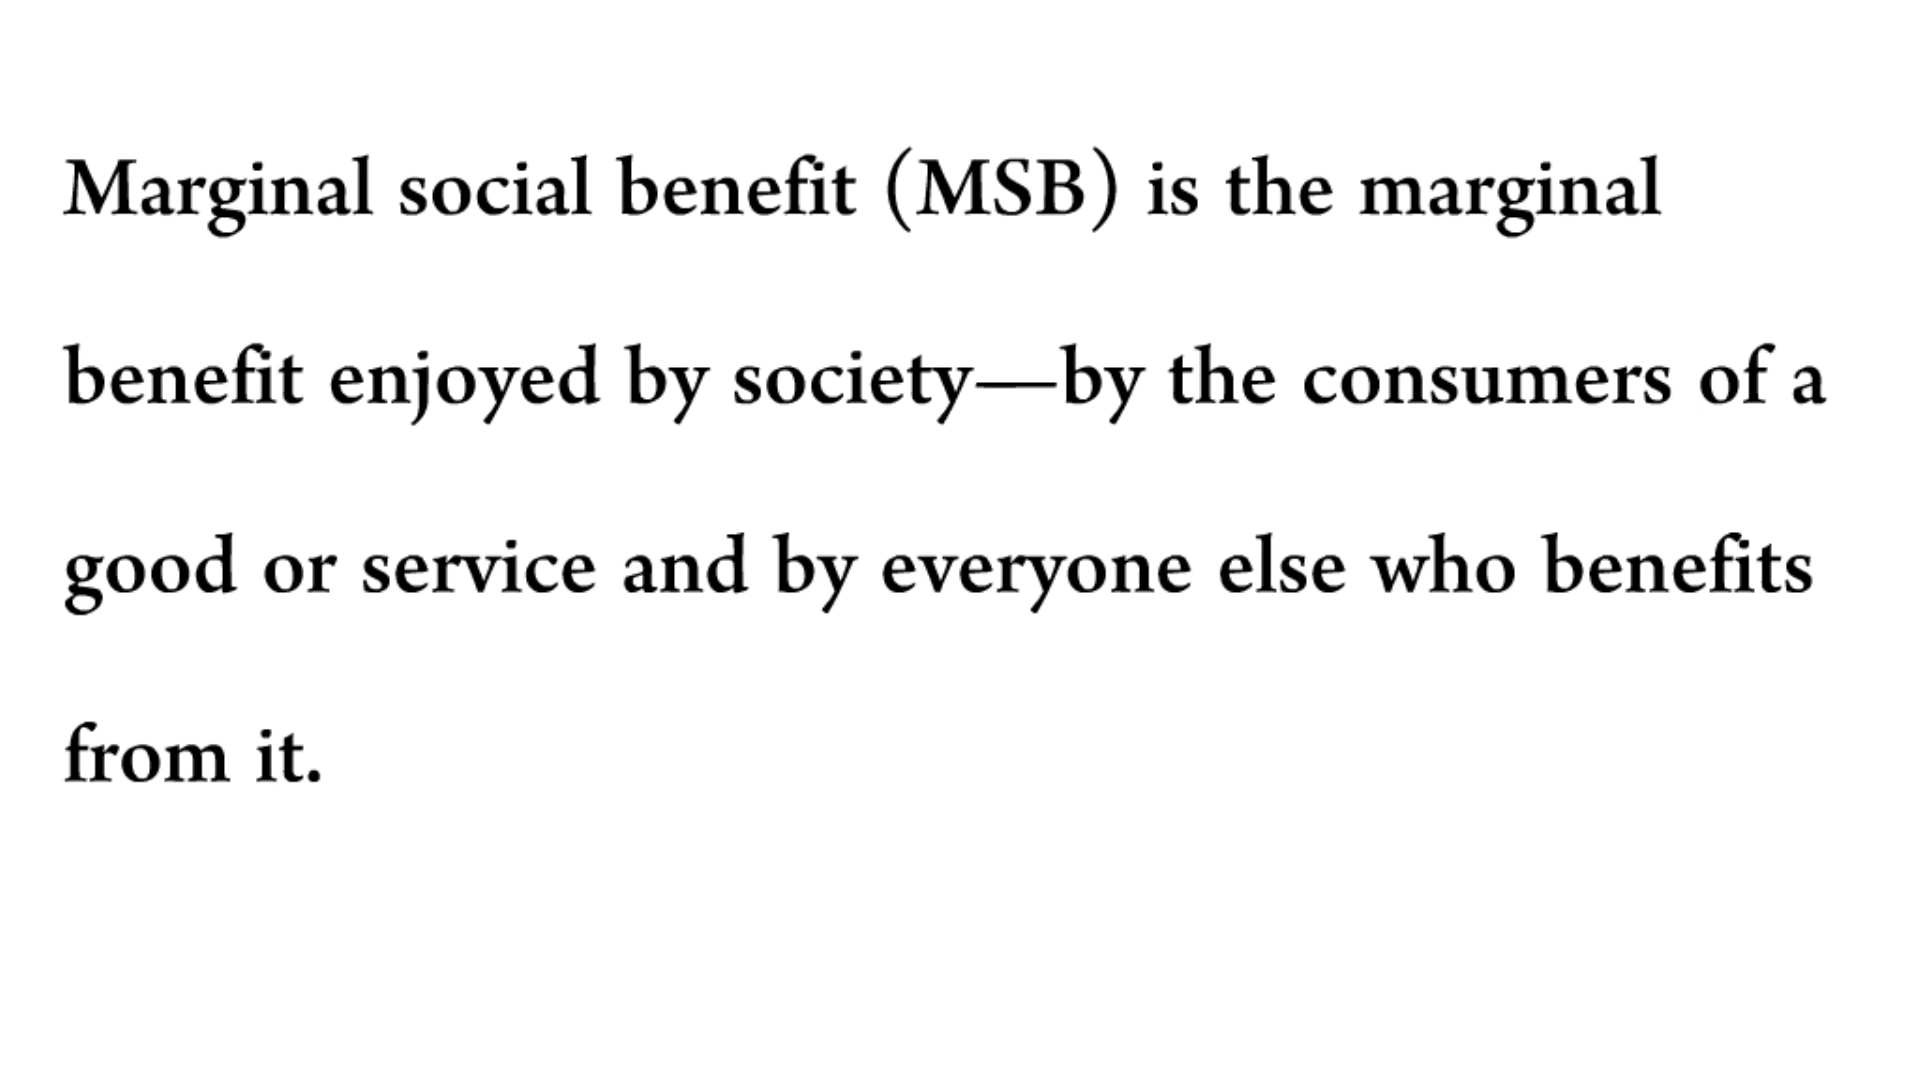 Marginal social benefit (MSB) is the marginal
benefit enjoyed by society—by the consumers of a
good or service and by everyone else who benefits
from it.